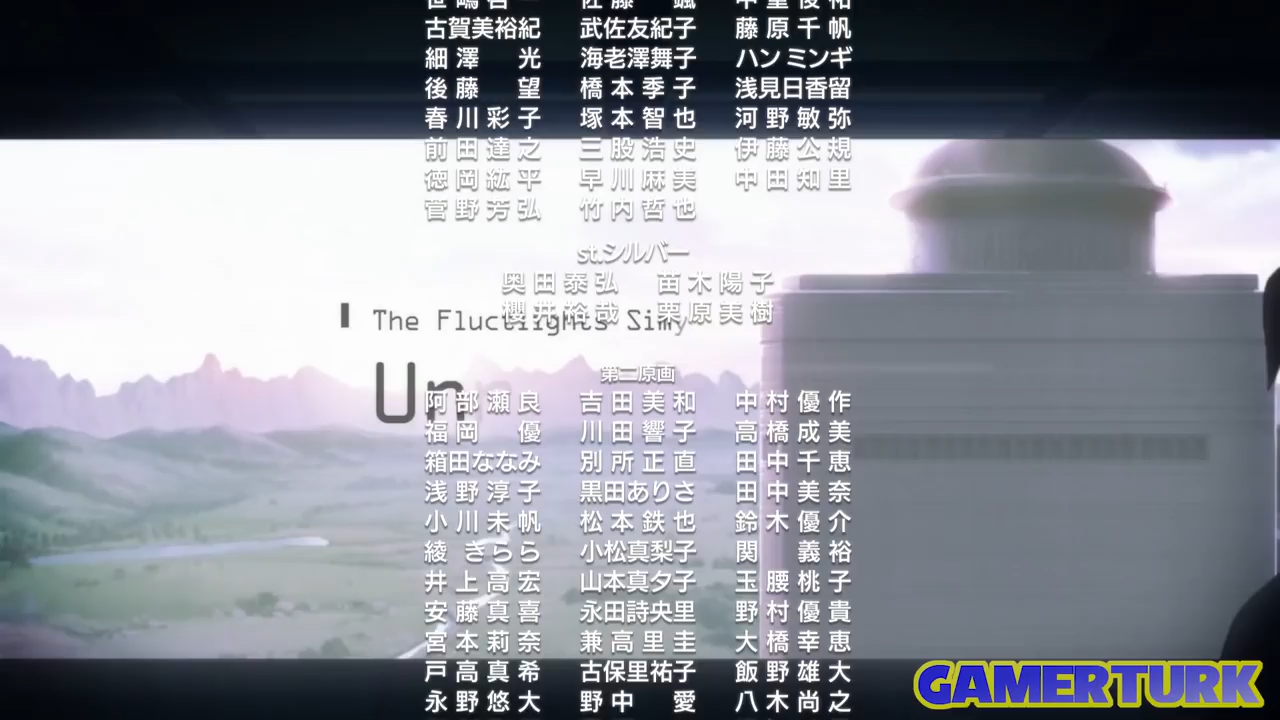 古賀美裕紀 武佐友紀子 藤原千帆
細澤 光 海老澤舞子 ハン ミンギ
後藤 望 橋本季子 浅見日香留
春川彩子 塚本智也 河野敏弥
前田達之 三股浩史 伊藤公規
徳岡紘平 早川麻美 中田知里
菅野芳弘 竹内哲也
st.シルバー
奥田泰弘 苗木陽子
櫻井裕哉 栗原実樹
The Fluctlights Sim
第二原画
Un
阿部瀬良 吉田美和 中村優作
福岡 優 川田響子 高橋成美
箱田ななみ 別所正直 田中千恵
浅野淳子 黒田ありさ 田中美奈
小川未帆 松本鉄也 鈴木優介
綾 きらら 小松真梨子 関 義裕
井上高宏 山本真夕子 玉腰桃子
安藤真喜 永田詩央里 野村優貴
宮本莉奈 兼高里圭 大橋幸恵
戸高真希 古保里祐子 飯野雄大
永野悠大 野中 愛 八木尚之
GAMERTURK